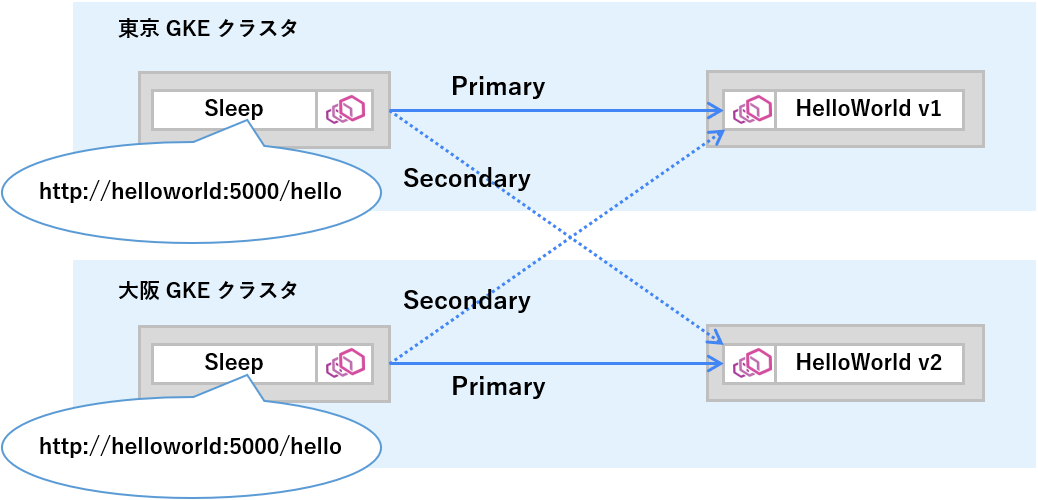 東京 GKE クラスタ
Primary
Sleep
HelloWorld v1
http://helloworld:5000/hello
Secondary
大阪 GKE クラスタ
Secondary
Sleep
HelloWorld v2
Primary
http://helloworld:5000/hello